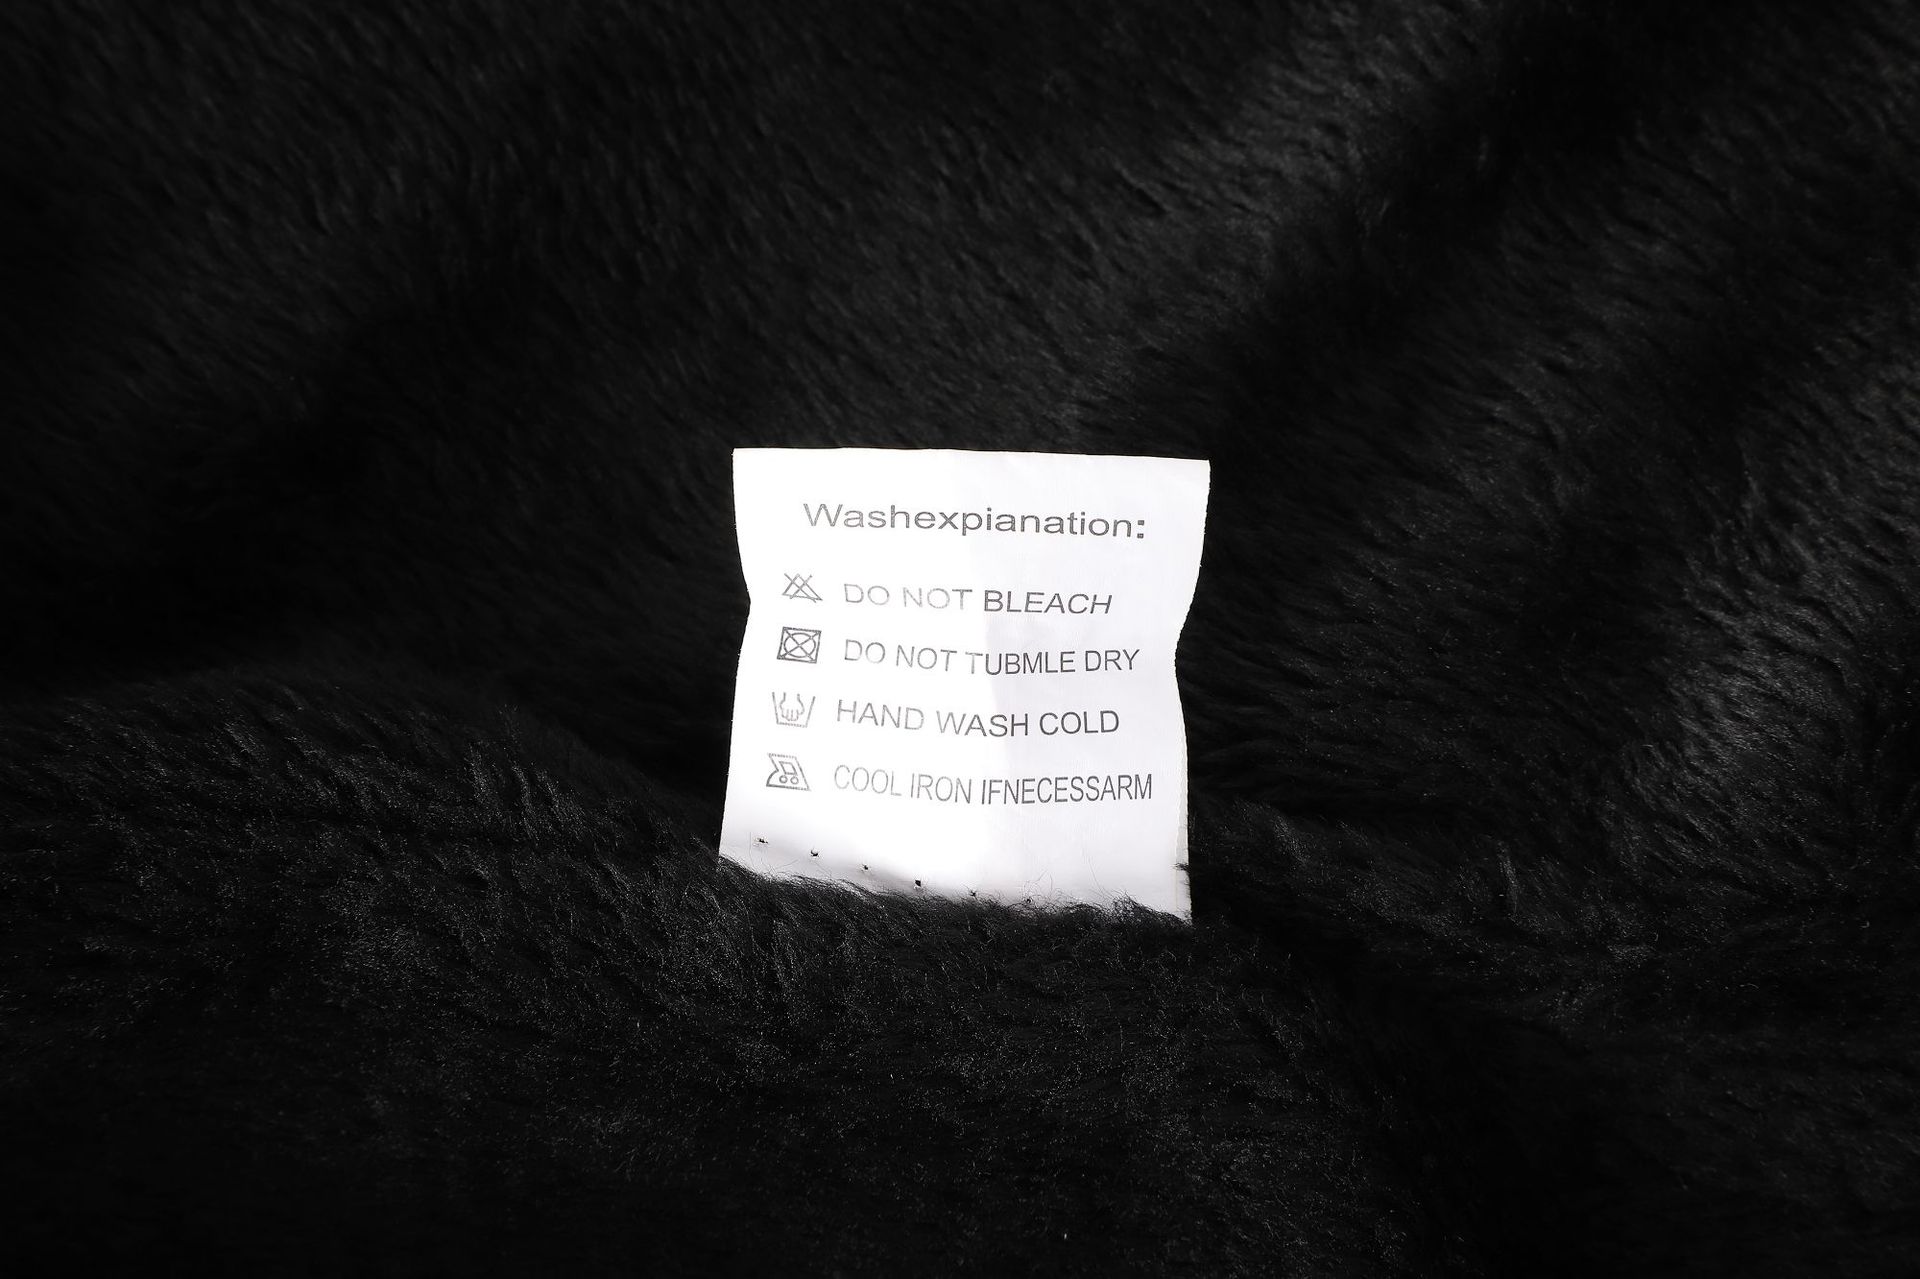 Washexpianation:
DO NOT BLEACH
DO NOT TUBMLE DRY
HAND WASH COLD
COOL IRON IFNECESSARM